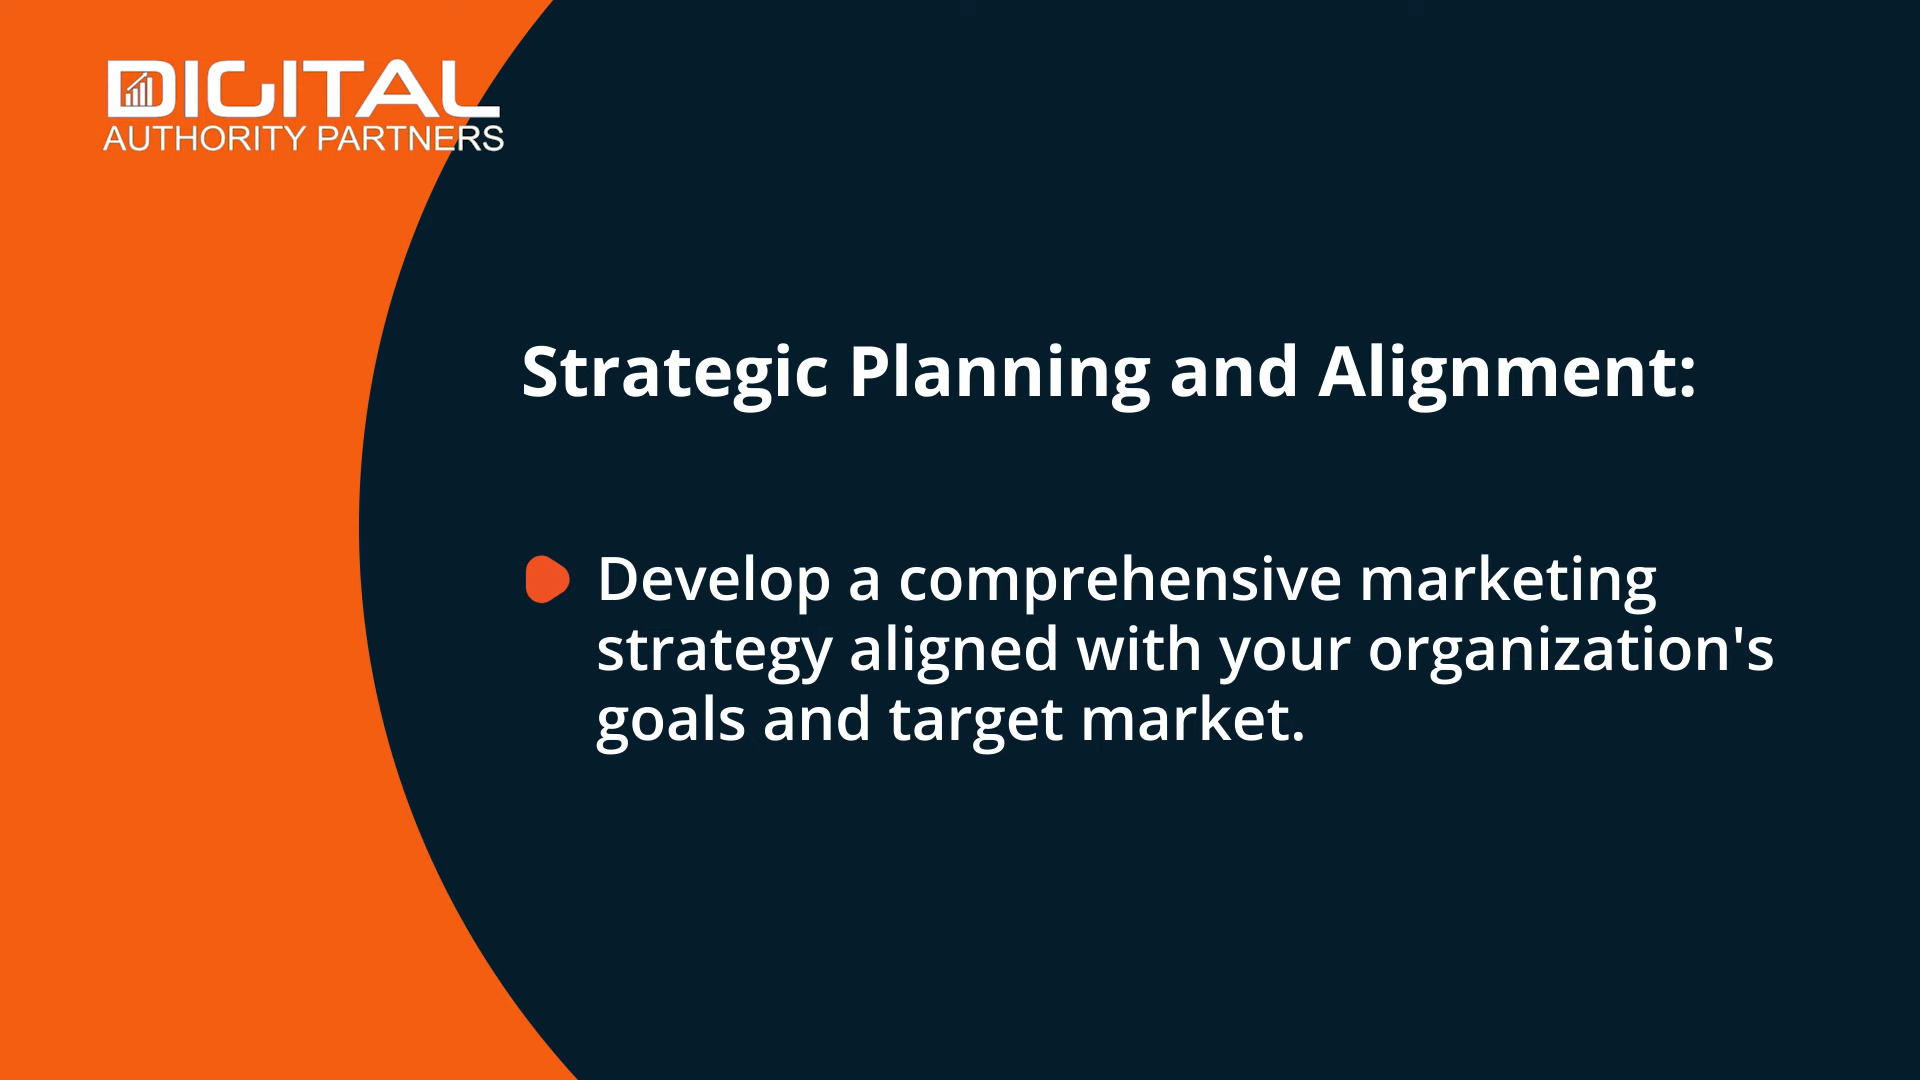 DIGITAL
AUTHORITY PARTNERS
Strategic Planning and Alignment:
Develop a comprehensive marketing
strategy aligned with your organization's
goals and target market.